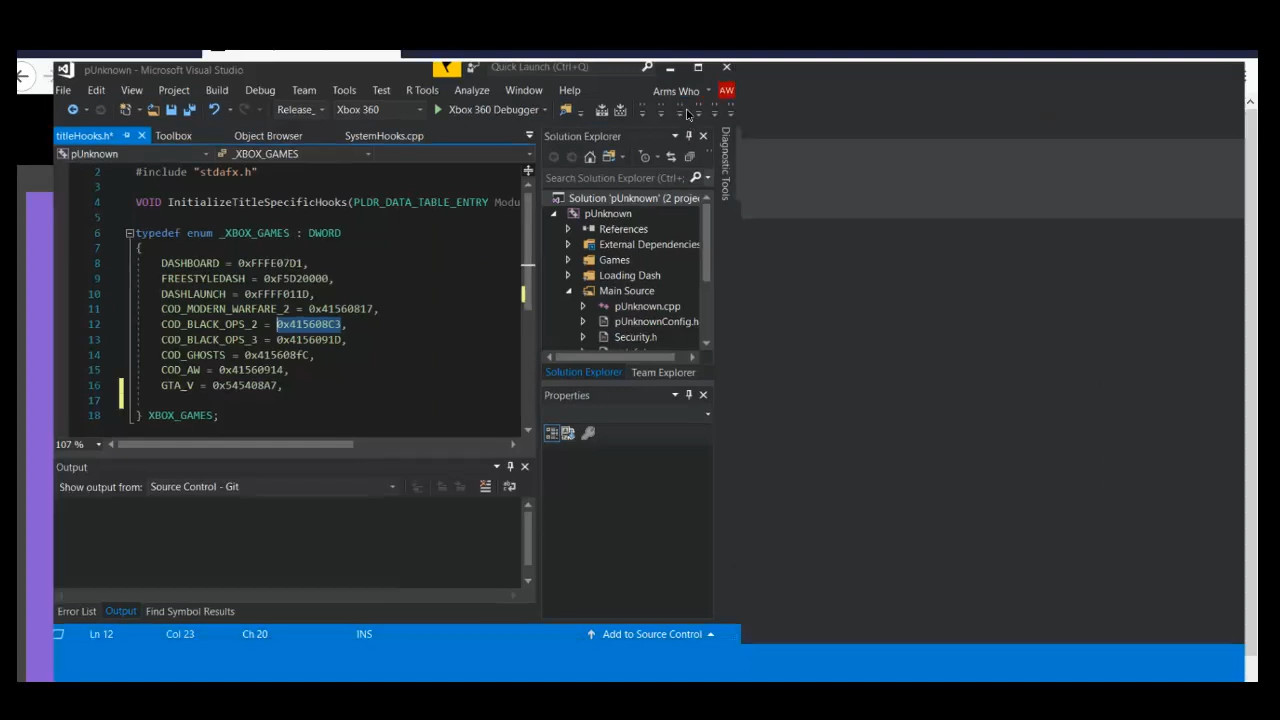 pUnknown - Microsoft Visual Studio
Quick Launch (Ctrl+Q)
File Edit View Project Build Debug Team Tools Test R Tools Analyze Window Help Arms Who AW
Release_ Xbox 360 Xbox 360 Debugger
titleHooks.h* Toolbox Object Browser SystemHooks.cpp
pUnknown _XBOX_GAMES
2 #include "stdafx.h"
3
4 VOID InitializeTitleSpecificHooks(PLDR_DATA_TABLE_ENTRY Modu
5
6 typedef enum _XBOX_GAMES : DWORD
7 {
8 DASHBOARD = 0xFFFE07D1,
9 FREESTYLEDASH = 0xF5D20000,
10 DASHLAUNCH = 0xFFFF011D,
11 COD_MODERN_WARFARE_2 = 0x41560817,
12 COD_BLACK_OPS_2 = 0x415608C3,
13 COD_BLACK_OPS_3 = 0x4156091D,
14 COD_GHOSTS = 0x415608fC,
15 COD_AW = 0x41560914,
16 GTA_V = 0x545408A7,
17
18 } XBOX_GAMES;
107 %
Output
Show output from: Source Control - Git
Error List Output Find Symbol Results
Solution Explorer
Search Solution Explorer (Ctrl+;
Solution 'pUnknown' (2 projec
pUnknown
References
External Dependencies
Games
Loading Dash
Main Source
pUnknown.cpp
pUnknownConfig.h
Security.h
Solution Explorer Team Explorer
Properties
Diagnostic Tools
Ln 12 Col 23 Ch 20 INS Add to Source Control